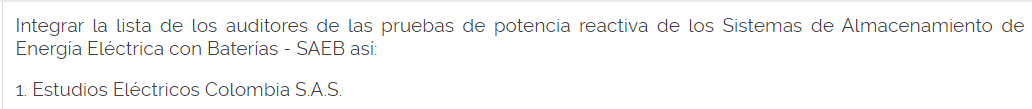 Integrar la lista de los auditores de las pruebas de potencia reactiva de los Sistemas de Almacenamiento de
Energía Eléctrica con Baterías - SAEB así:
1. Estudios Eléctricos Colombia S.A.S.